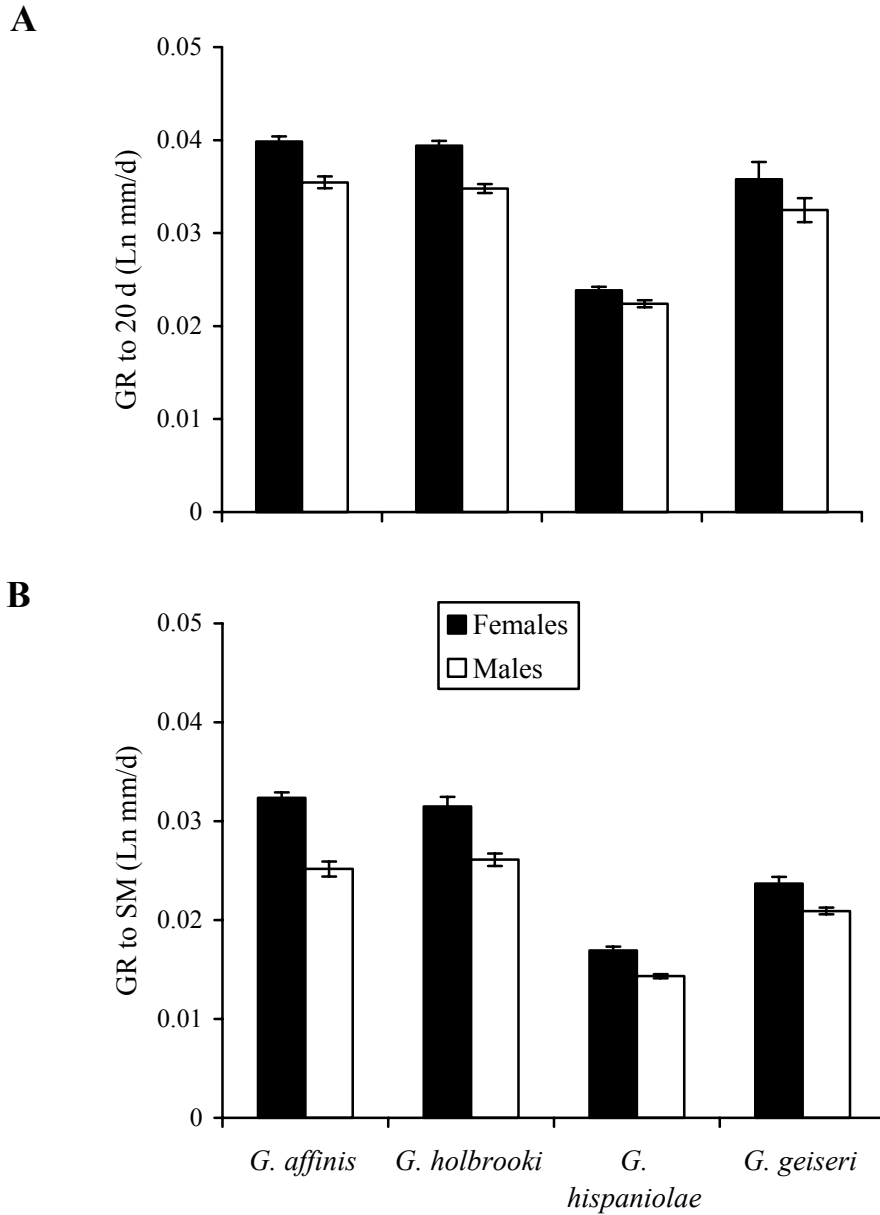 A
GR to 20 d (Ln mm/d)
0.05
0.04
0.03
0.02
0.01
0
B
GR to SM (Ln mm/d)
0.05
0.04
0.03
0.02
0.01
0
Females
Males
G. affinis G. holbrooki G. G. geiseri
hispaniolae